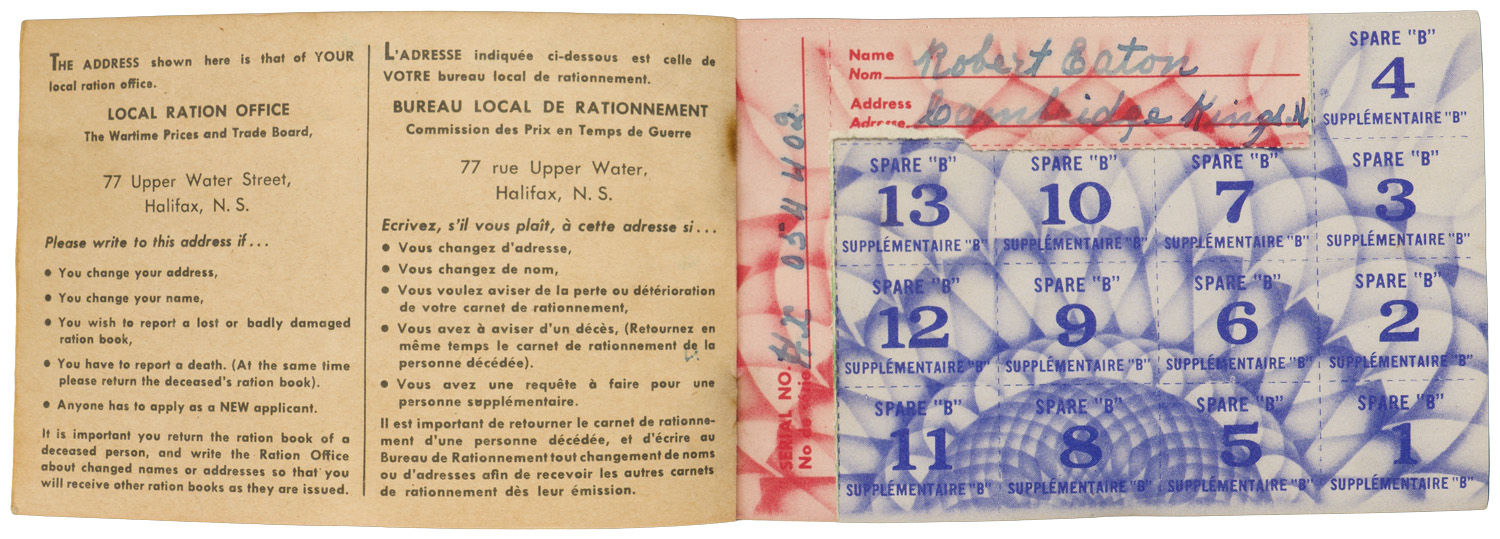 THE ADDRESS shown here is that of YOUR
local ration office.
LOCAL RATION OFFICE
The Wartime Prices and Trade Board,
77 Upper Water Street,
Halifax, N. S.
Please write to this address if...
• You change your address,
• You change your name,
• You wish to report a lost or badly damaged
ration book,
• You have to report a death. (At the same time
please return the deceased's ration book).
• Anyone has to apply as a NEW applicant.
It is important you return the ration book of a
deceased person, and write the Ration Office
about changed names or addresses so that you
will receive other ration books as they are issued.
L'ADRESSE indiquée ci-dessous est celle de
VOTRE bureau local de rationnement.
BUREAU LOCAL DE RATIONNEMENT
Commission des Prix en Temps de Guerre
77 rue Upper Water,
Halifax, N. S.
Ecrivez, s'il vous plaît, à cette adresse si...
• Vous changez d'adresse,
• Vous changez de nom,
• Vous voulez aviser de la perte ou détérioration
de votre carnet de rationnement,
• Vous avez à aviser d'un décès, (Retournez en
même temps le carnet de rationnement de la
personne décédée).
• Vous avez une requête à faire pour une
personne supplémentaire.
Il est important de retourner le carnet de rationne-
ment d'une personne décédée, et d'écrire au
Bureau de Rationnement tout changement de noms
ou d'adresses afin de recevoir les autres carnets
de rationnement dès leur émission.
SERIAL NO. HX 054402
No de série
Name
Nom Robert Eaton
Address
Adresse Cambridge Kings. N
SPARE "B"
4
SUPPLÉMENTAIRE "B"
SPARE "B" SPARE "B" SPARE "B" SPARE "B"
13 10 7 3
SUPPLÉMENTAIRE "B" SUPPLÉMENTAIRE "B" SUPPLÉMENTAIRE "B" SUPPLÉMENTAIRE "B"
SPARE "B" SPARE "B" SPARE "B" SPARE "B"
12 9 6 2
SUPPLÉMENTAIRE "B" SUPPLÉMENTAIRE "B" SUPPLÉMENTAIRE "B" SUPPLÉMENTAIRE "B"
SPARE "B" SPARE "B" SPARE "B" SPARE "B"
11 8 5 1
SUPPLÉMENTAIRE "B" SUPPLÉMENTAIRE "B" SUPPLÉMENTAIRE "B" SUPPLÉMENTAIRE "B"